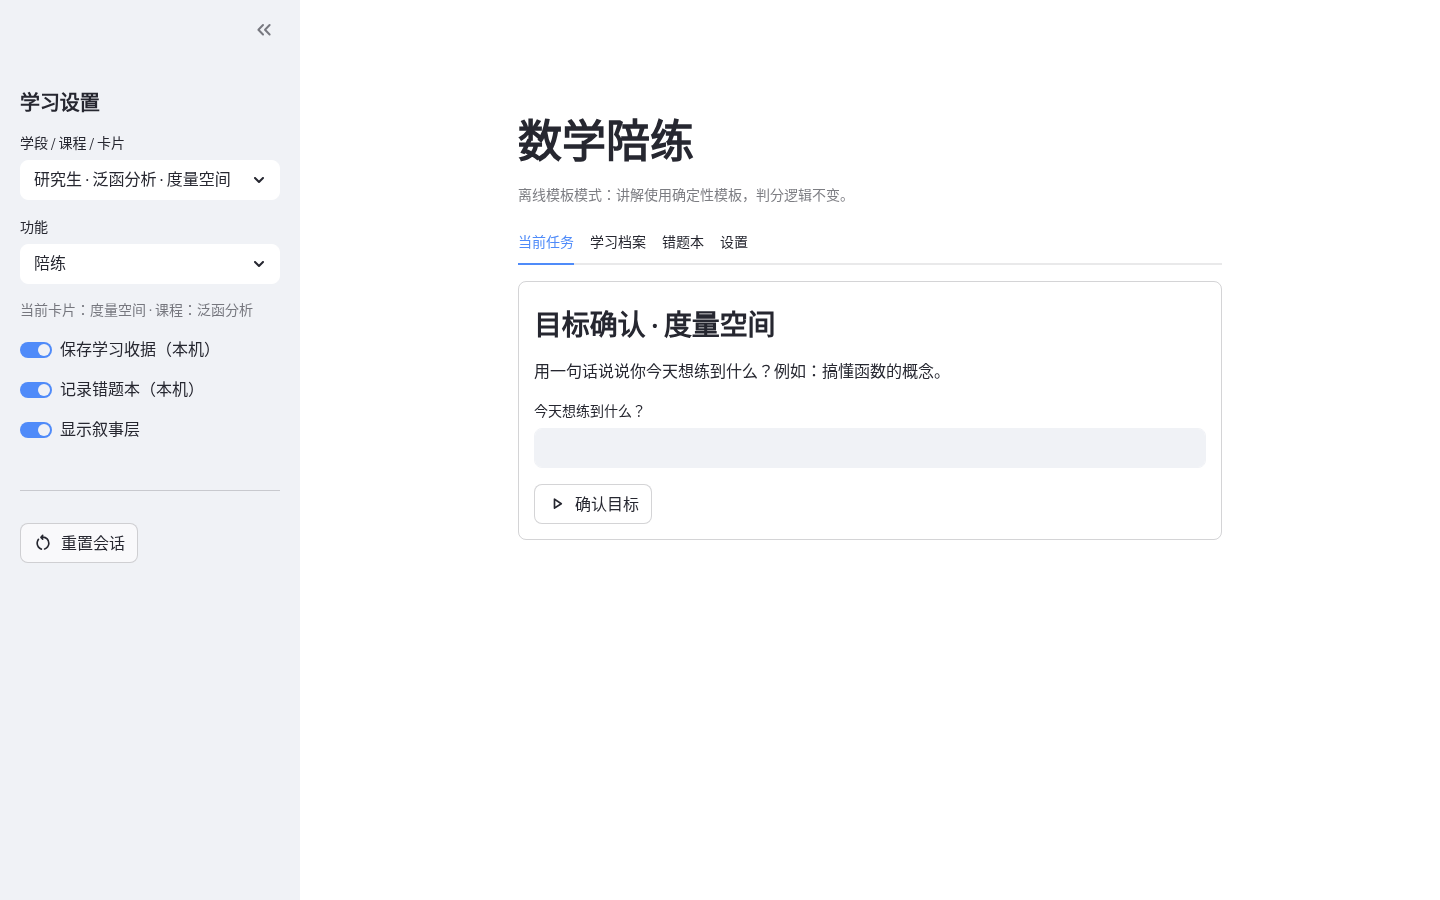 学习设置
学段 / 课程 / 卡片
研究生 · 泛函分析 · 度量空间
功能
陪练
当前卡片：度量空间 · 课程：泛函分析
保存学习收据（本机）
记录错题本（本机）
显示叙事层
重置会话
数学陪练
离线模板模式：讲解使用确定性模板，判分逻辑不变。
当前任务 学习档案 错题本 设置
目标确认 · 度量空间
用一句话说说你今天想练到什么？例如：搞懂函数的概念。
今天想练到什么？
确认目标